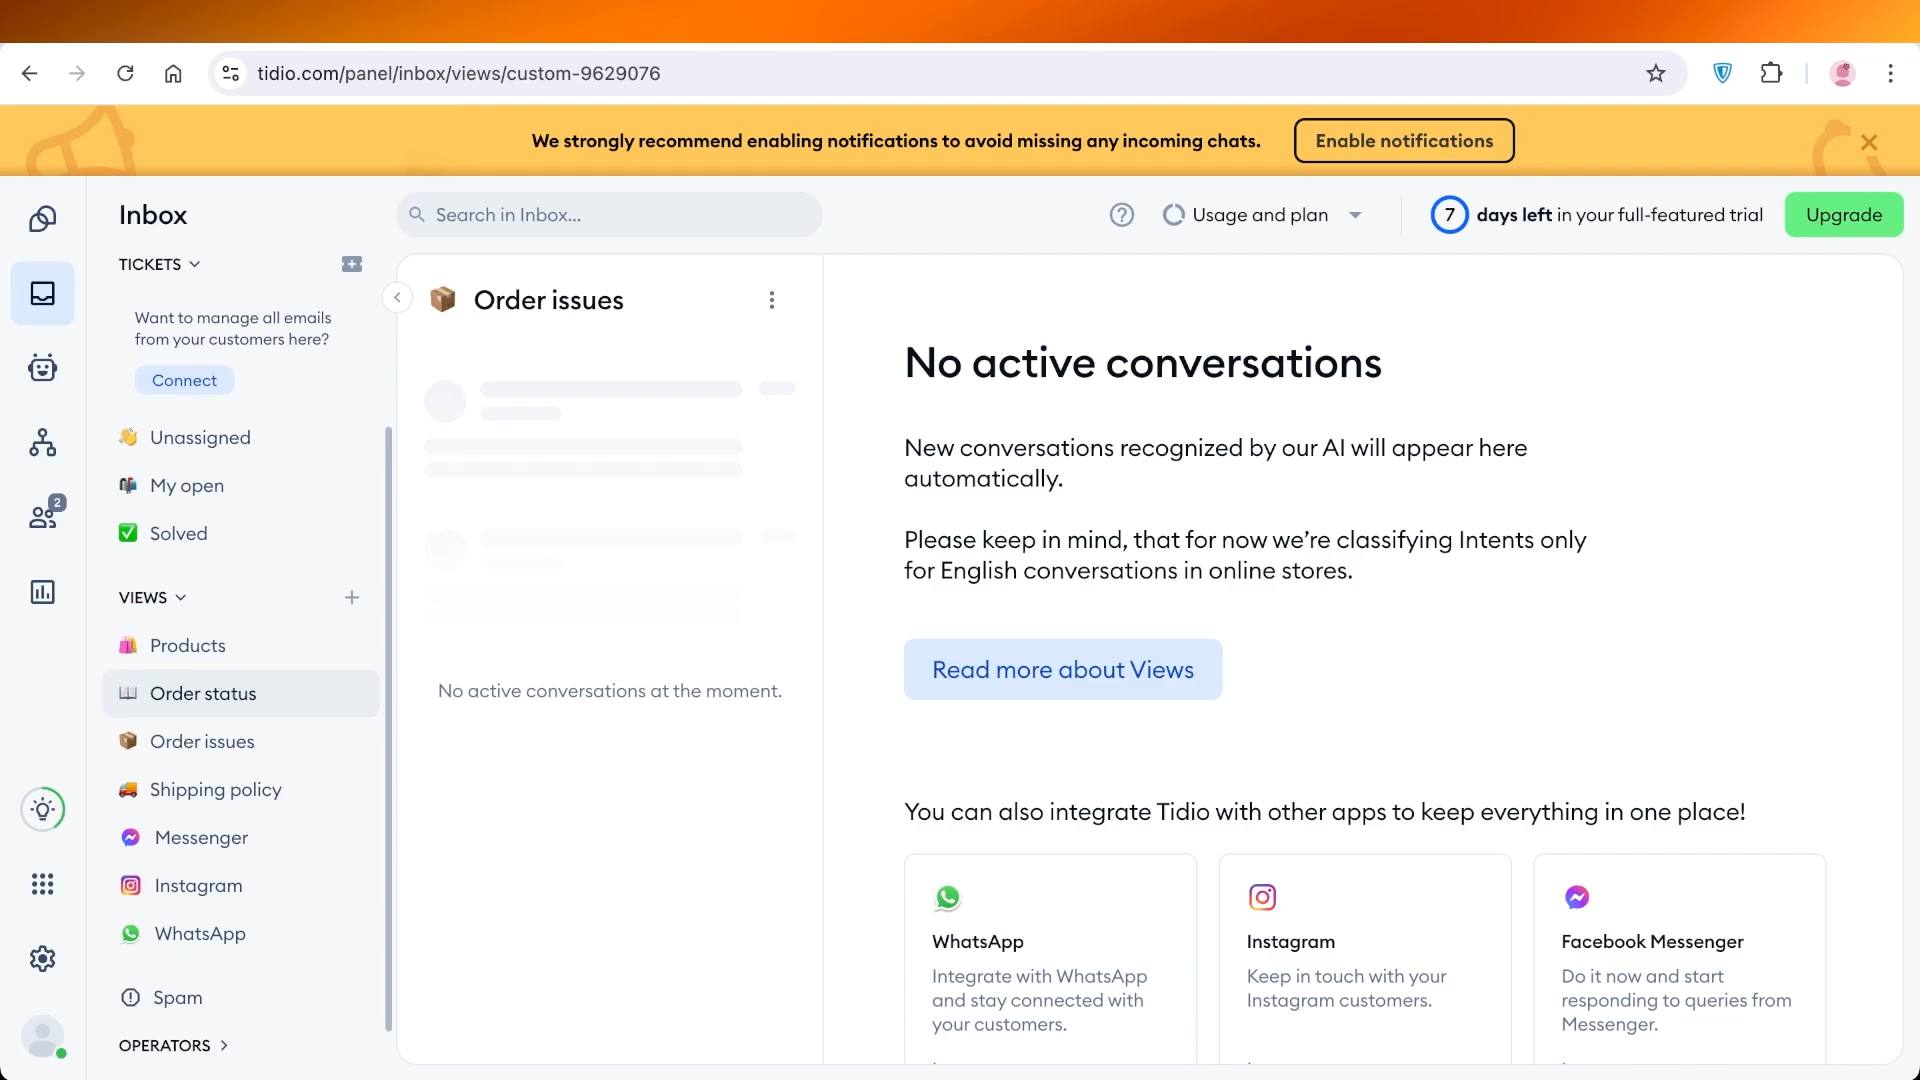 tidio.com/panel/inbox/views/custom-9629076
We strongly recommend enabling notifications to avoid missing any incoming chats.
Enable notifications
Inbox
Search in Inbox...
Usage and plan
7 days left in your full-featured trial
Upgrade
TICKETS
Want to manage all emails
from your customers here?
Connect
Unassigned
My open
Solved
2
VIEWS
Products
Order status
Order issues
Shipping policy
Messenger
Instagram
WhatsApp
Spam
OPERATORS
Order issues
No active conversations at the moment.
No active conversations
New conversations recognized by our AI will appear here
automatically.
Please keep in mind, that for now we’re classifying Intents only
for English conversations in online stores.
Read more about Views
You can also integrate Tidio with other apps to keep everything in one place!
WhatsApp
Integrate with WhatsApp
and stay connected with
your customers.
Instagram
Keep in touch with your
Instagram customers.
Facebook Messenger
Do it now and start
responding to queries from
Messenger.